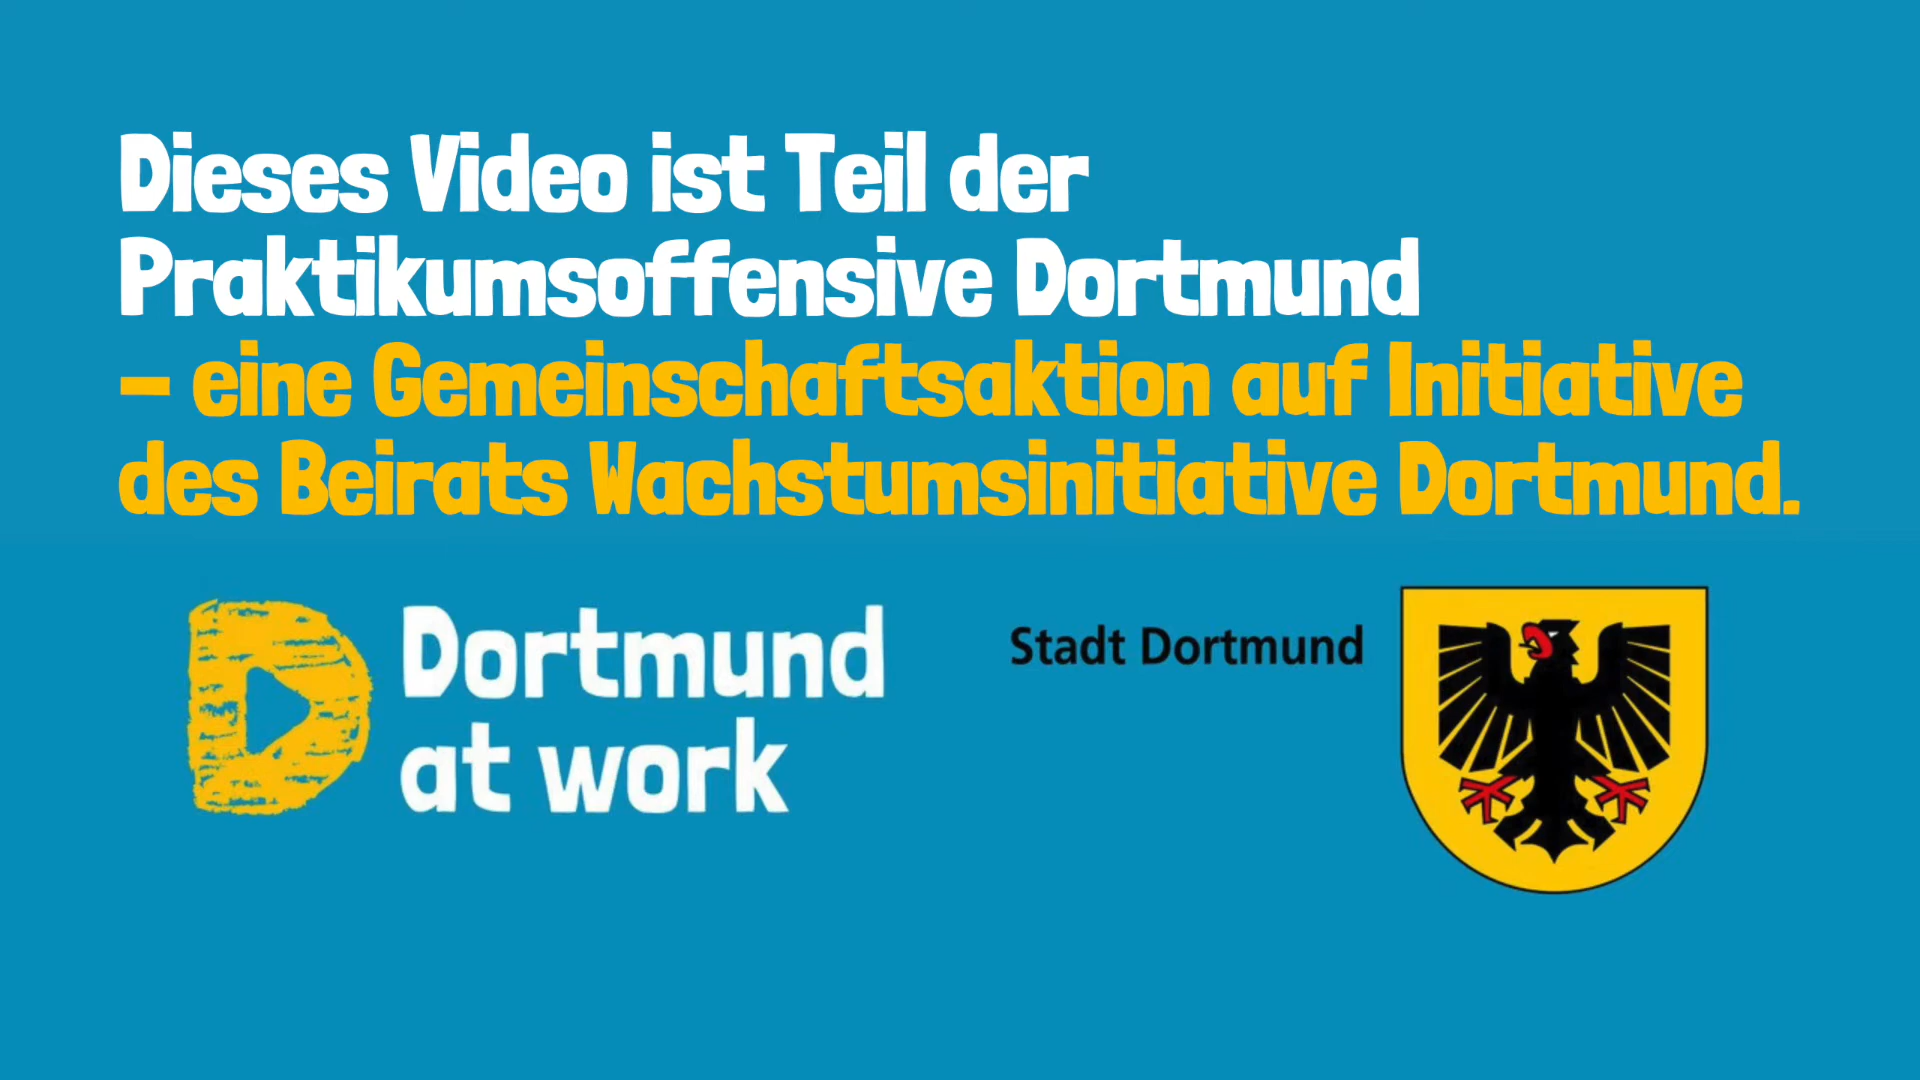 Dieses Video ist Teil der
Praktikumsoffensive Dortmund
– eine Gemeinschaftsaktion auf Initiative
des Beirats Wachstumsinitiative Dortmund.
Dortmund
at work
Stadt Dortmund